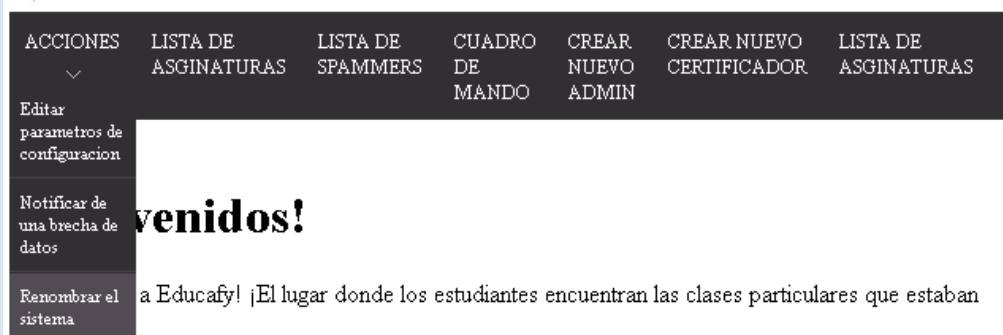 ACCIONES
LISTA DE
ASGINATURAS
LISTA DE
SPAMMERS
CUADRO
DE
MANDO
CREAR
NUEVO
ADMIN
CREAR NUEVO
CERTIFICADOR
LISTA DE
ASGINATURAS
Editar
parametros de
configuracion
Notificar de
una brecha de
datos
Renombrar el
sistema
venidos!
a Educafy! ¡El lugar donde los estudiantes encuentran las clases particulares que estaban